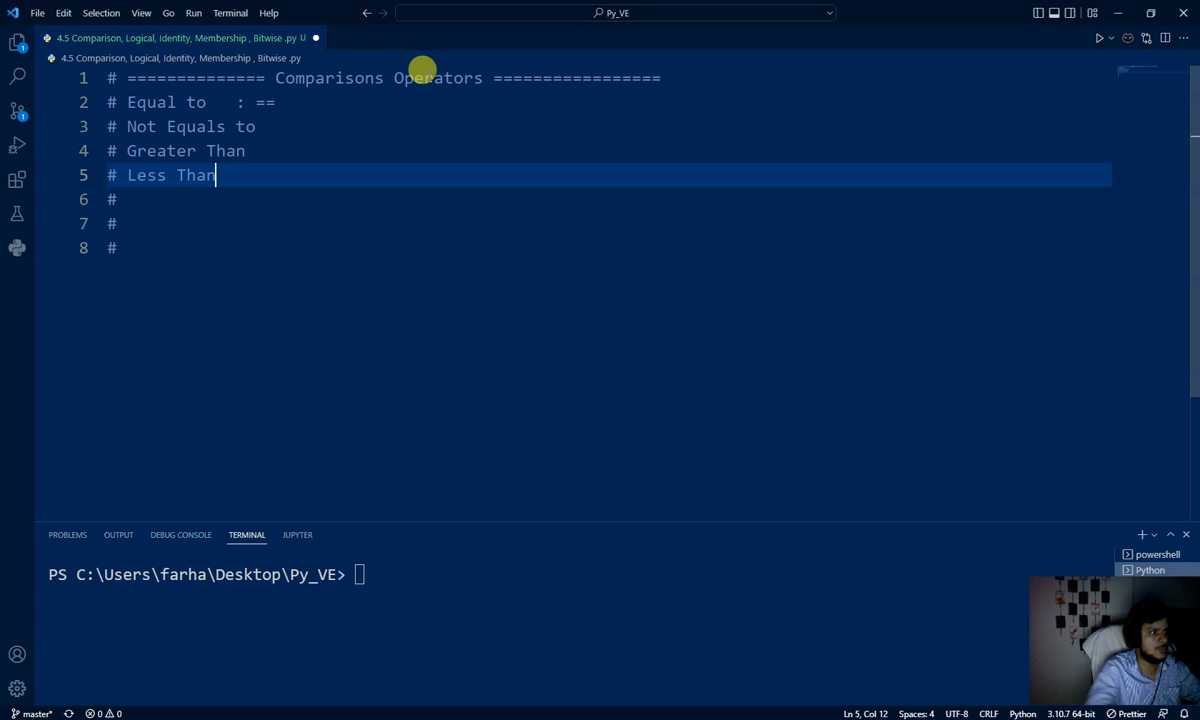 File Edit Selection View Go Run Terminal Help
Py_VE
4.5 Comparison, Logical, Identity, Membership , Bitwise .py U
4.5 Comparison, Logical, Identity, Membership , Bitwise .py
1 # ============== Comparisons Operators =================
2 # Equal to   : ==
3 # Not Equals to
4 # Greater Than
5 # Less Than
6 #
7 #
8 #
PROBLEMS OUTPUT DEBUG CONSOLE TERMINAL JUPYTER
powershell
Python
PS C:\Users\farha\Desktop\Py_VE>
1
1
master* 0 0 Ln 5, Col 12 Spaces: 4 UTF-8 CRLF Python 3.10.7 64-bit Prettier